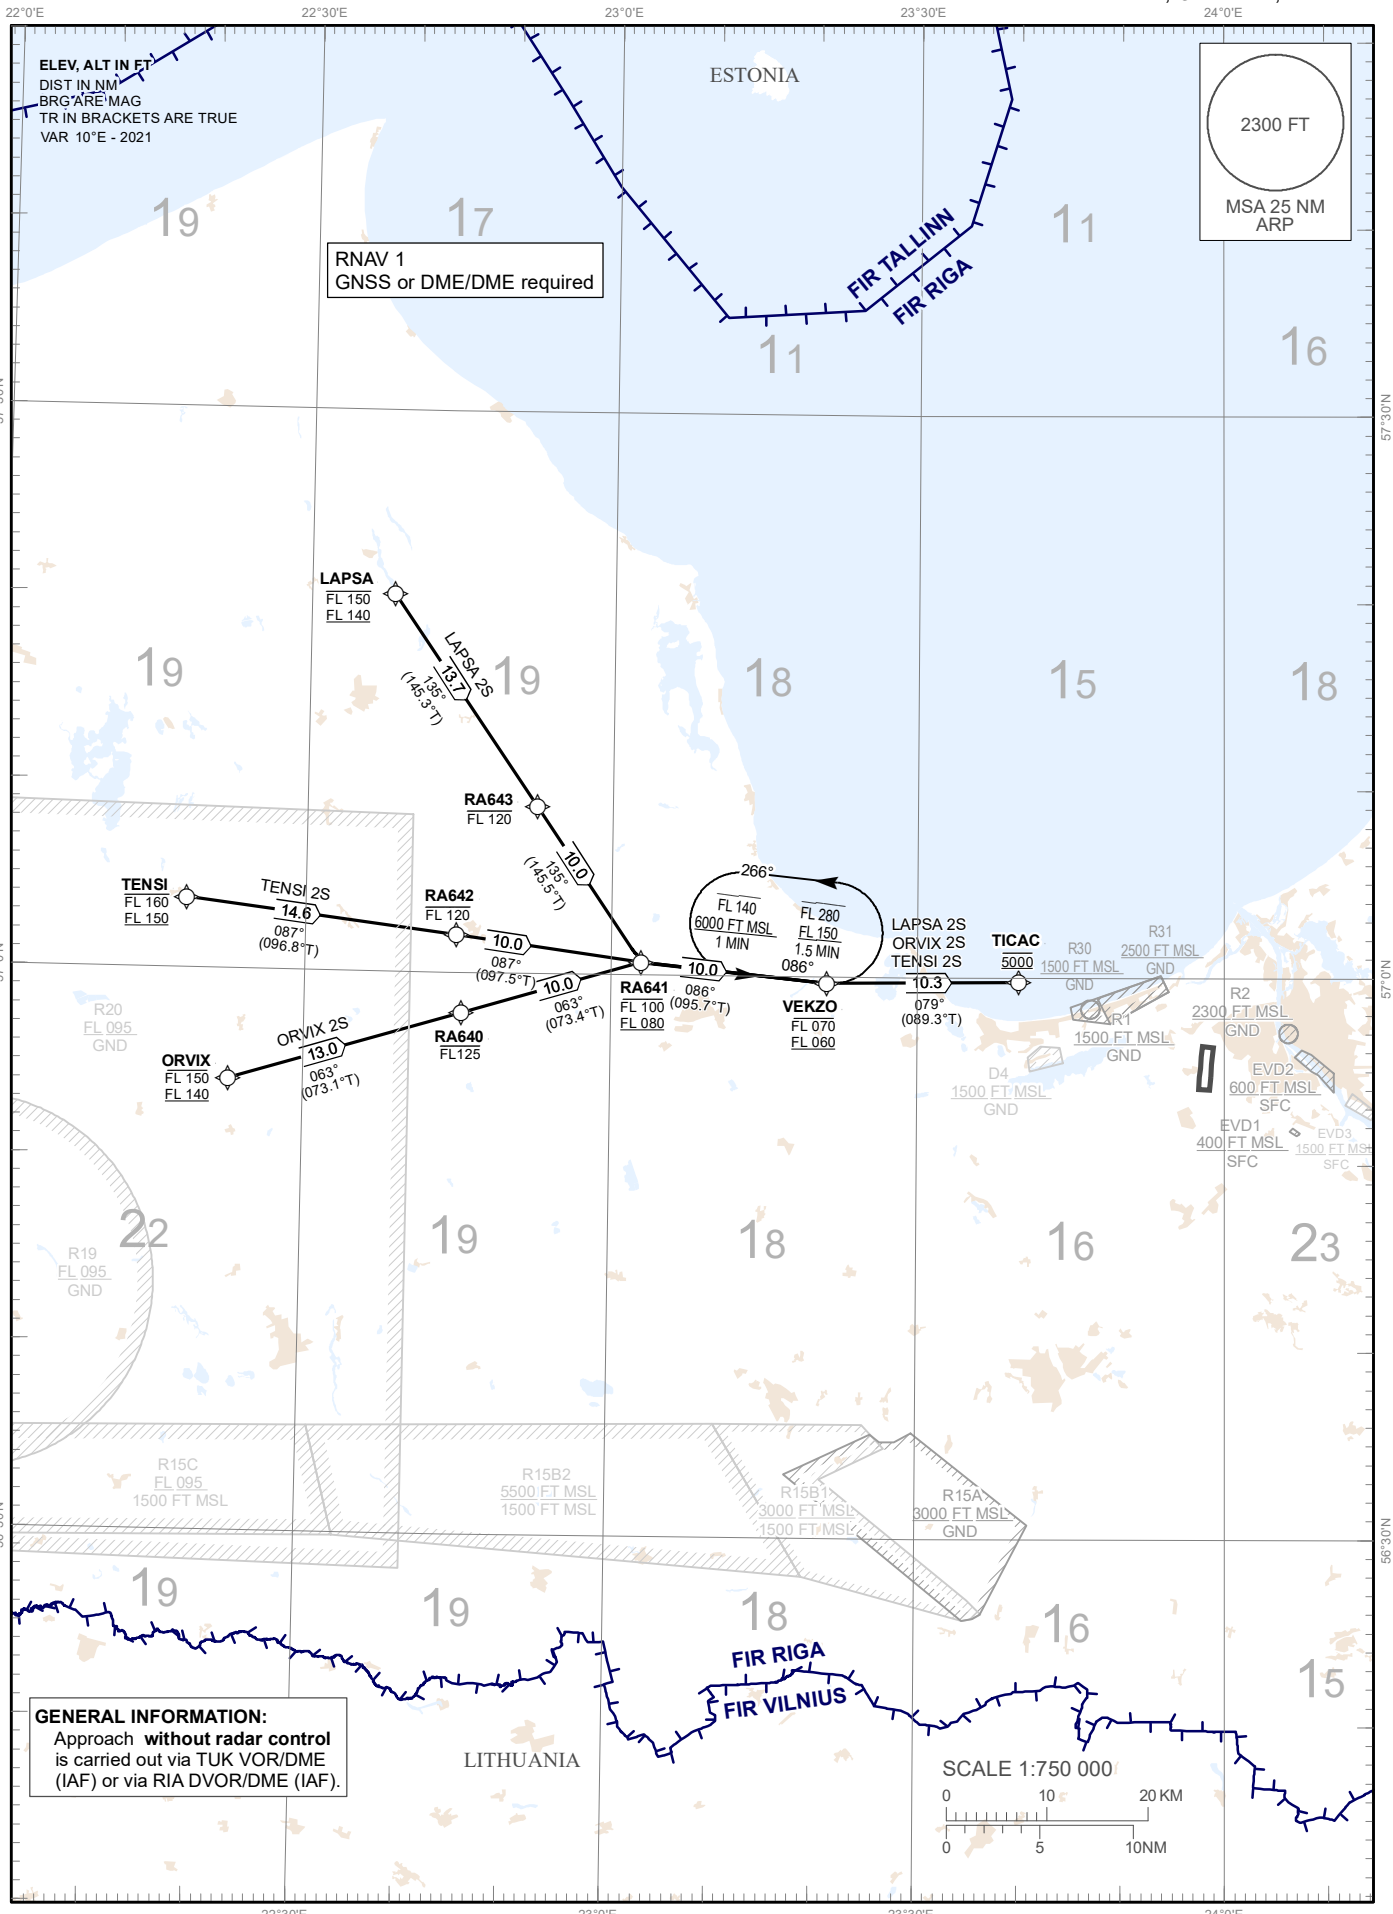 22°0'E
22°30'E
23°0'E
23°30'E
24°0'E
ELEV, ALT IN FT
DIST IN NM
BRG ARE MAG
TR IN BRACKETS ARE TRUE
VAR 10°E - 2021
ESTONIA
2300 FT
MSA 25 NM
ARP
19
17
11
RNAV 1
GNSS or DME/DME required
FIR TALLINN
FIR RIGA
11
16
57°30'N
LAPSA
FL 150
FL 140
LAPSA 2S
13.7
135°
(145.3°T)
19
19
18
15
18
RA643
FL 120
10.0
135°
(145.5°T)
TENSI
FL 160
FL 150
TENSI 2S
14.6
087°
(096.8°T)
RA642
FL 120
10.0
087°
(097.5°T)
266°
FL 140
6000 FT MSL
1 MIN
FL 280
FL 150
1.5 MIN
086°
LAPSA 2S
ORVIX 2S
TENSI 2S
10.3
079°
(089.3°T)
TICAC
5000
R30
1500 FT MSL
GND
R31
2500 FT MSL
GND
57°0'N
R20
FL 095
GND
ORVIX
FL 150
FL 140
ORVIX 2S
13.0
063°
(073.1°T)
RA640
FL125
10.0
063°
(073.4°T)
RA641
FL 100
FL 080
10.0
086°
(095.7°T)
VEKZO
FL 070
FL 060
R1
1500 FT MSL
GND
R2
2300 FT MSL
GND
D4
1500 FT MSL
GND
EVD2
600 FT MSL
SFC
EVD1
400 FT MSL
SFC
EVD3
1500 FT MSL
SFC
22
19
18
16
23
R19
FL 095
GND
R15C
FL 095
1500 FT MSL
R15B2
5500 FT MSL
1500 FT MSL
R15B1
3000 FT MSL
1500 FT MSL
R15A
3000 FT MSL
GND
56°30'N
19
19
18
16
15
FIR RIGA
FIR VILNIUS
GENERAL INFORMATION:
Approach without radar control
is carried out via TUK VOR/DME
(IAF) or via RIA DVOR/DME (IAF).
LITHUANIA
SCALE 1:750 000
0 10 20 KM
0 5 10NM